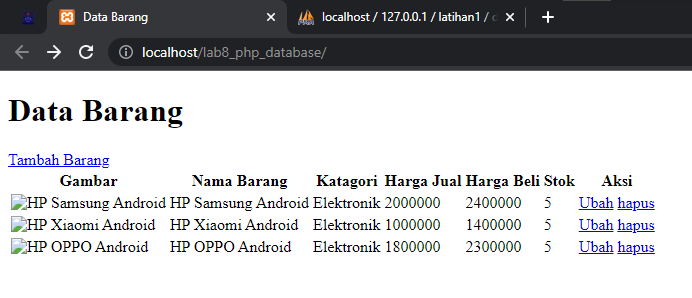 Data Barang
localhost / 127.0.0.1 / latihan1 /
localhost/lab8_php_database/
Data Barang
Tambah Barang
Gambar Nama Barang Katagori Harga Jual Harga Beli Stok Aksi
HP Samsung Android HP Samsung Android Elektronik 2000000 2400000 5 Ubah hapus
HP Xiaomi Android HP Xiaomi Android Elektronik 1000000 1400000 5 Ubah hapus
HP OPPO Android HP OPPO Android Elektronik 1800000 2300000 5 Ubah hapus